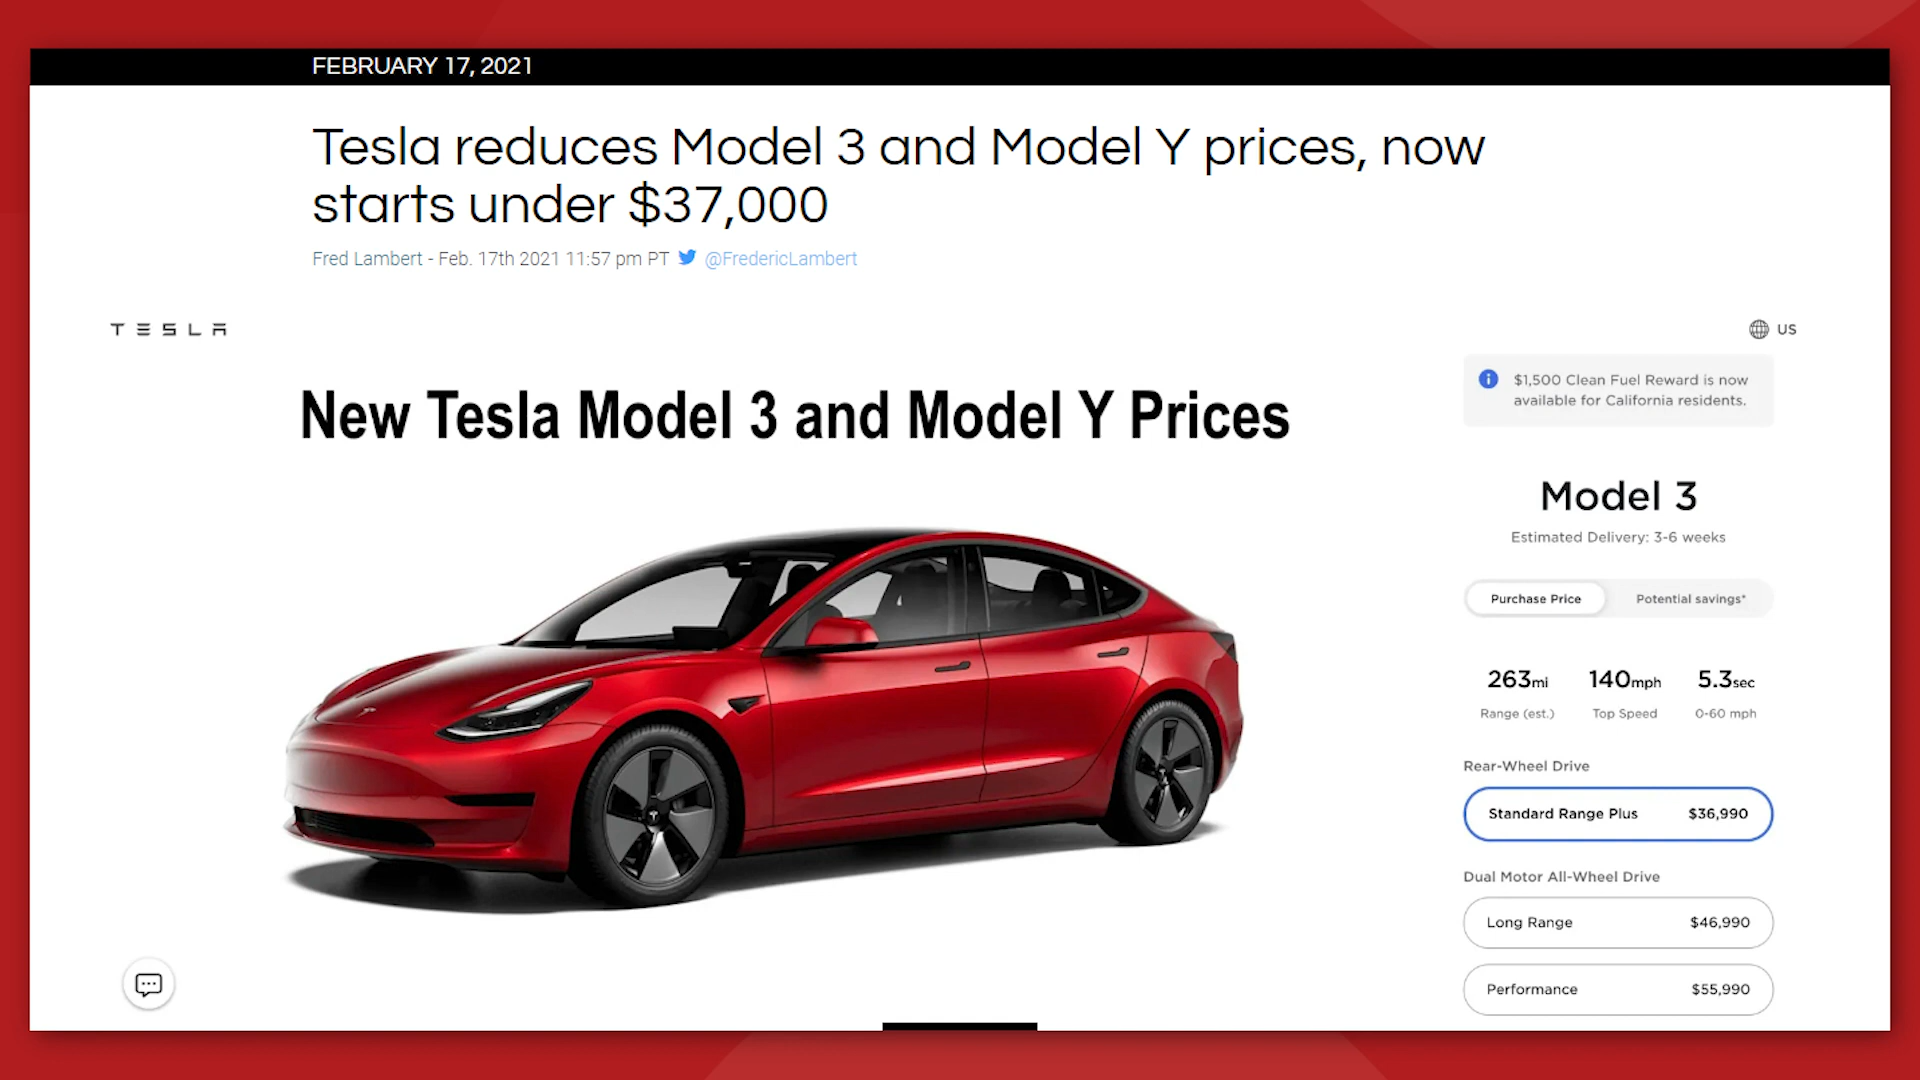 FEBRUARY 17, 2021
Tesla reduces Model 3 and Model Y prices, now
starts under $37,000
Fred Lambert - Feb. 17th 2021 11:57 pm PT @FredericLambert
TESLA
US
$1,500 Clean Fuel Reward is now
available for California residents.
New Tesla Model 3 and Model Y Prices
Model 3
Estimated Delivery: 3-6 weeks
Purchase Price Potential savings*
263mi 140mph 5.3sec
Range (est.) Top Speed 0-60 mph
Rear-Wheel Drive
Standard Range Plus $36,990
Dual Motor All-Wheel Drive
Long Range $46,990
Performance $55,990